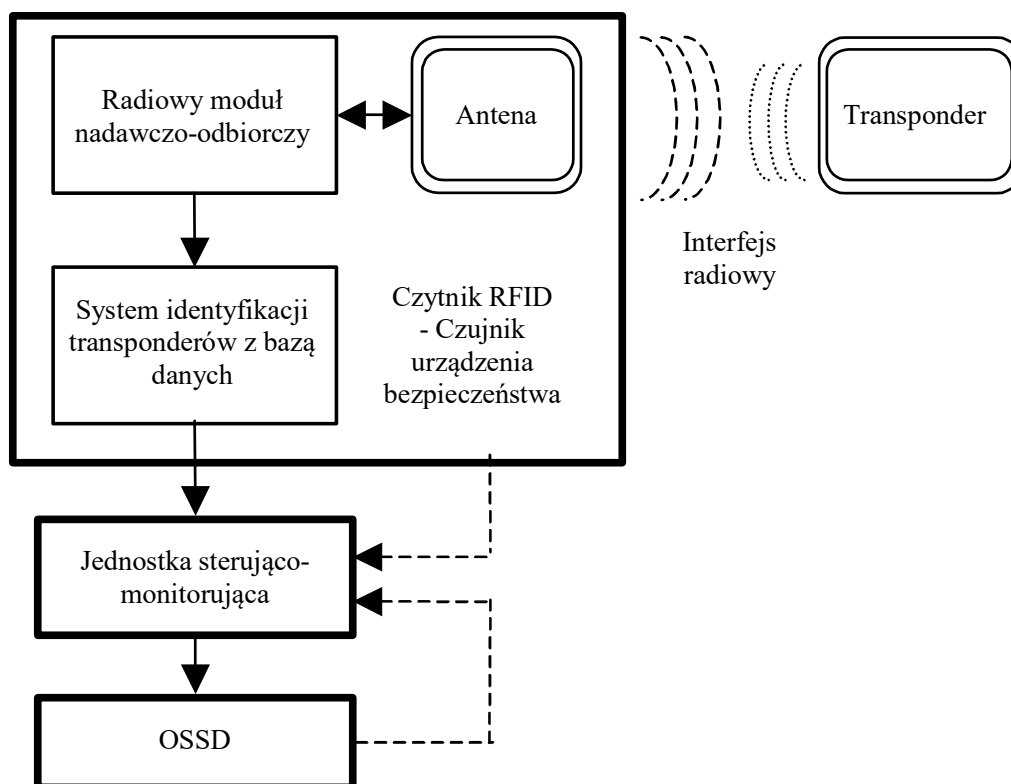 Radiowy moduł
nadawczo-odbiorczy
Antena
Transponder
Interfejs
radiowy
System identyfikacji
transponderów z bazą
danych
Czytnik RFID
- Czujnik
urządzenia
bezpieczeństwa
Jednostka sterująco-
monitorująca
OSSD